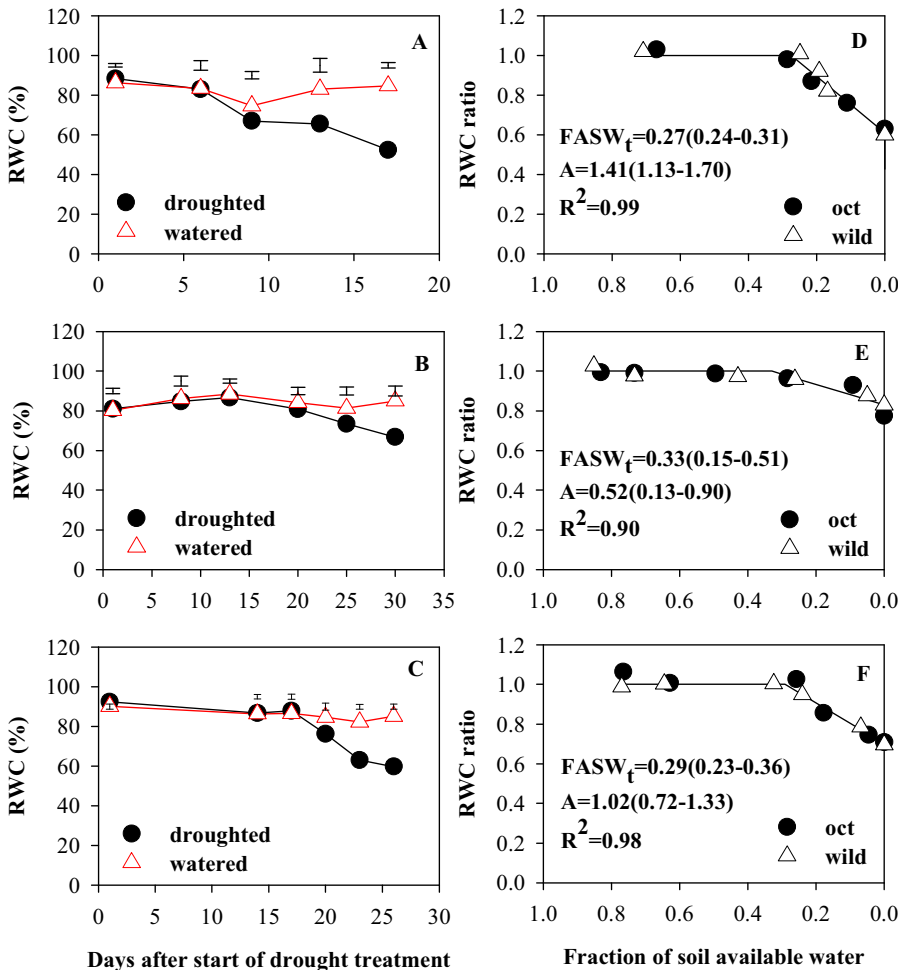 120
100
80
60
40
20
0
RWC (%)
A
droughted
watered
0 5 10 15 20
1.2
1.0
0.8
0.6
0.4
0.2
0.0
RWC ratio
D
FASWt=0.27(0.24-0.31)
A=1.41(1.13-1.70)
R2=0.99
oct
wild
1.0 0.8 0.6 0.4 0.2 0.0
120
100
80
60
40
20
0
RWC (%)
B
droughted
watered
0 5 10 15 20 25 30 35
1.2
1.0
0.8
0.6
0.4
0.2
0.0
RWC ratio
E
FASWt=0.33(0.15-0.51)
A=0.52(0.13-0.90)
R2=0.90
oct
wild
1.0 0.8 0.6 0.4 0.2 0.0
120
100
80
60
40
20
0
RWC (%)
C
droughted
watered
0 5 10 15 20 25 30
Days after start of drought treatment
1.2
1.0
0.8
0.6
0.4
0.2
0.0
RWC ratio
F
FASWt=0.29(0.23-0.36)
A=1.02(0.72-1.33)
R2=0.98
oct
wild
1.0 0.8 0.6 0.4 0.2 0.0
Fraction of soil available water